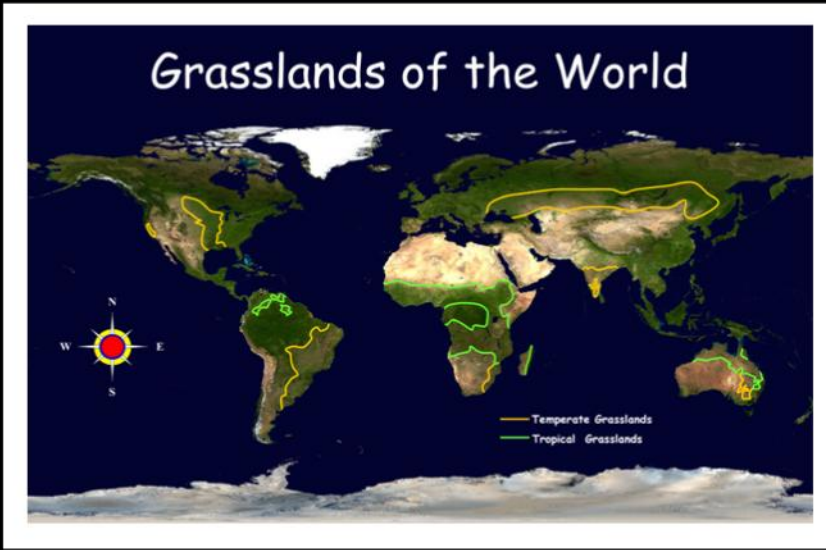 Grasslands of the World
N
W E
S
Temperate Grasslands
Tropical Grasslands